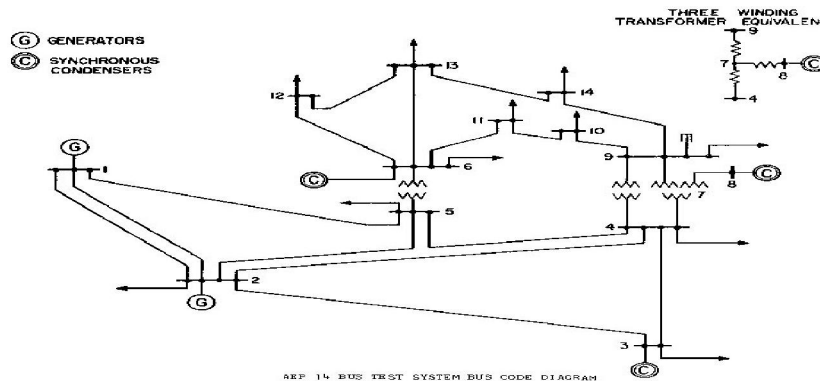 THREE WINDING
TRANSFORMER EQUIVALEN
9
7
C
8
4
G GENERATORS
C SYNCHRONOUS
CONDENSERS
13
14
12
11
10
9
6
C
G
1
8
C
7
5
4
2
G
3
C
AEP 14 BUS TEST SYSTEM BUS CODE DIAGRAM